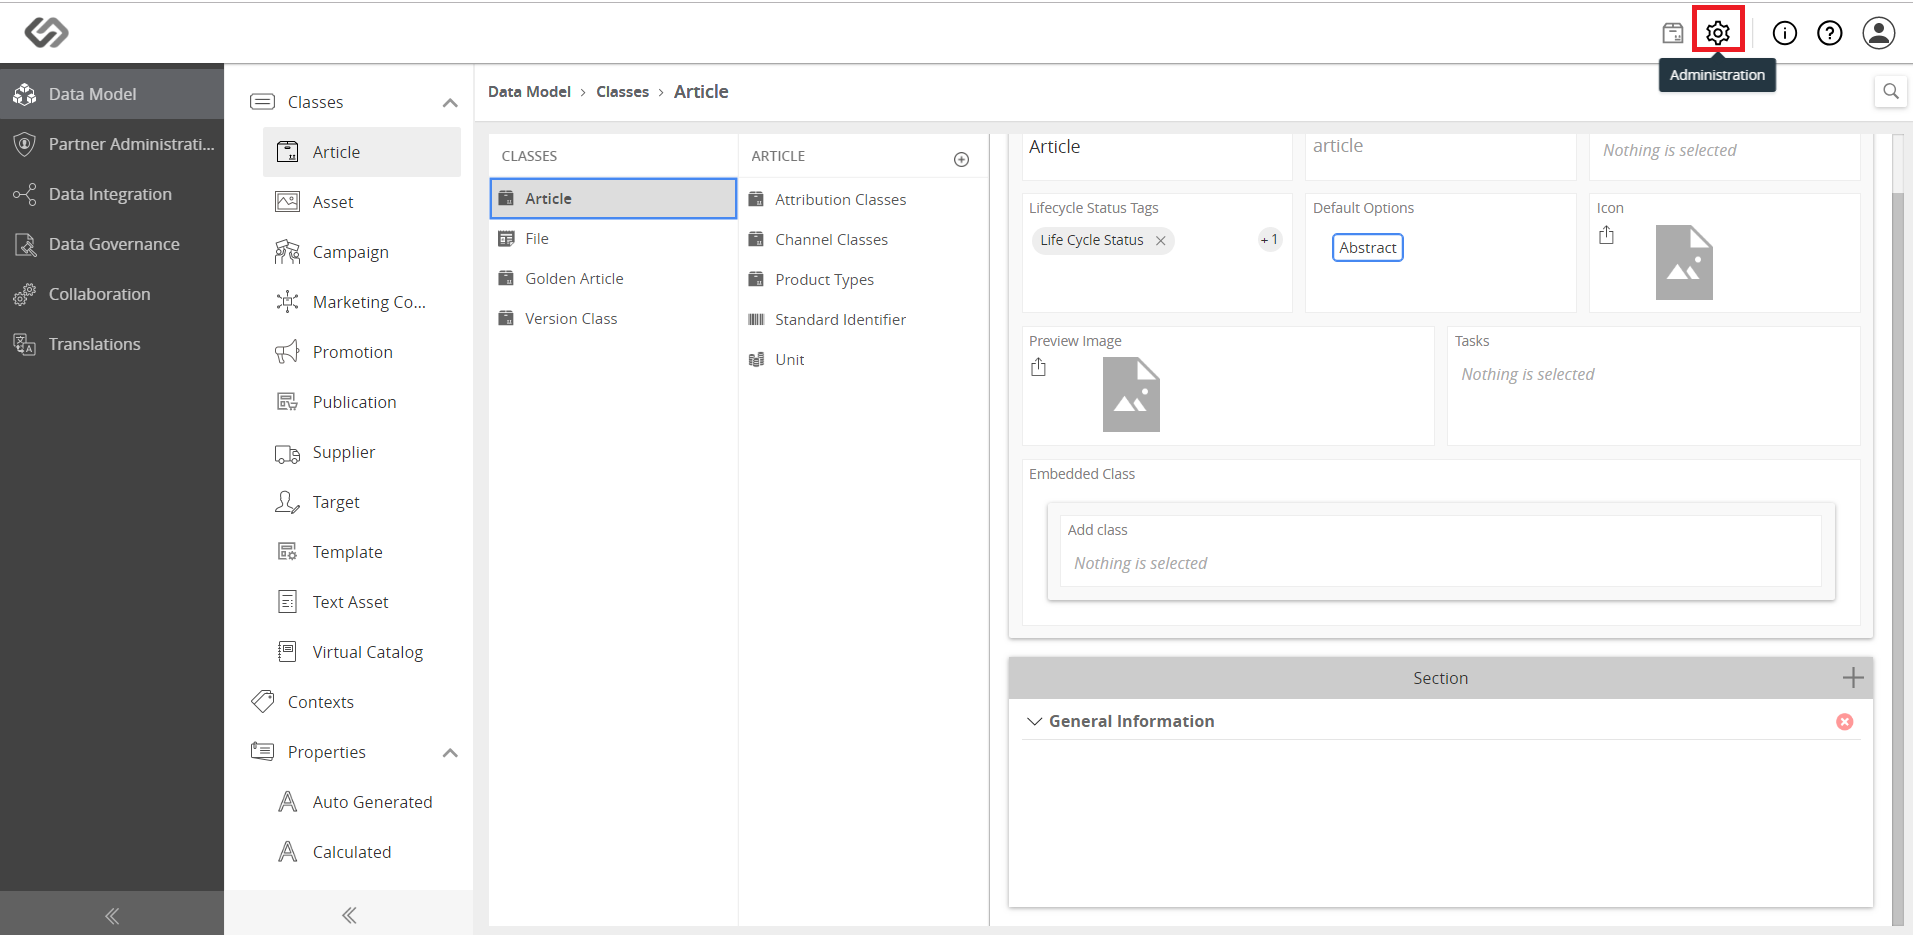 Administration
Data Model
Partner Administrati...
Data Integration
Data Governance
Collaboration
Translations
Classes
Article
Asset
Campaign
Marketing Co...
Promotion
Publication
Supplier
Target
Template
Text Asset
Virtual Catalog
Contexts
Properties
Auto Generated
Calculated
Data Model > Classes > Article
CLASSES
Article
File
Golden Article
Version Class
ARTICLE
Attribution Classes
Channel Classes
Product Types
Standard Identifier
Unit
Article
article
Nothing is selected
Lifecycle Status Tags
Life Cycle Status ×
+1
Default Options
Abstract
Icon
Preview Image
Tasks
Nothing is selected
Embedded Class
Add class
Nothing is selected
Section
General Information